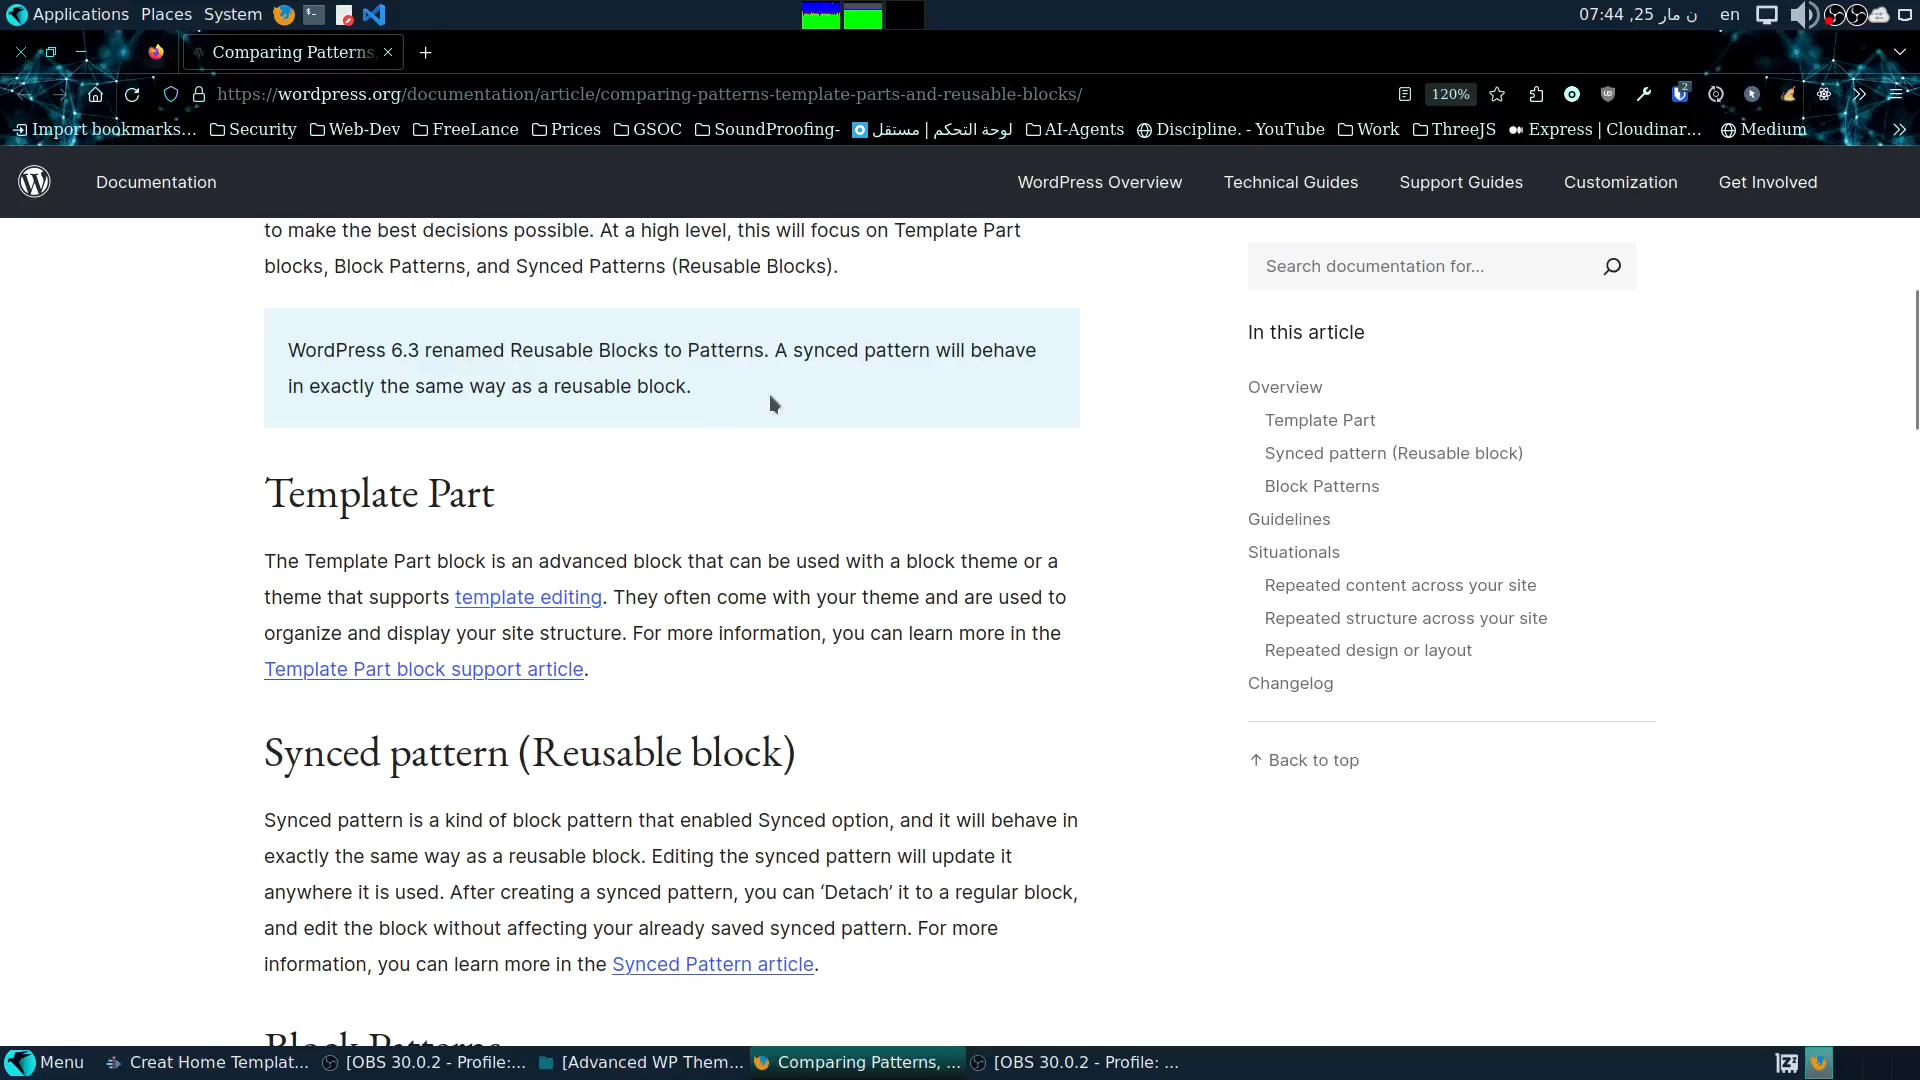 Applications Places System
ن مار 25, 07:44 en
Comparing Patterns
https://wordpress.org/documentation/article/comparing-patterns-template-parts-and-reusable-blocks/ 120% 2
Import bookmarks... Security Web-Dev FreeLance Prices GSOC SoundProofing- لوحة التحكم | مستقل AI-Agents Discipline. - YouTube Work ThreeJS Express | Cloudinar... Medium
Documentation WordPress Overview Technical Guides Support Guides Customization Get Involved
to make the best decisions possible. At a high level, this will focus on Template Part
blocks, Block Patterns, and Synced Patterns (Reusable Blocks).
WordPress 6.3 renamed Reusable Blocks to Patterns. A synced pattern will behave
in exactly the same way as a reusable block.
Template Part
The Template Part block is an advanced block that can be used with a block theme or a
theme that supports template editing. They often come with your theme and are used to
organize and display your site structure. For more information, you can learn more in the
Template Part block support article.
Synced pattern (Reusable block)
Synced pattern is a kind of block pattern that enabled Synced option, and it will behave in
exactly the same way as a reusable block. Editing the synced pattern will update it
anywhere it is used. After creating a synced pattern, you can ‘Detach’ it to a regular block,
and edit the block without affecting your already saved synced pattern. For more
information, you can learn more in the Synced Pattern article.
Block Patterns
Search documentation for...
In this article
Overview
Template Part
Synced pattern (Reusable block)
Block Patterns
Guidelines
Situationals
Repeated content across your site
Repeated structure across your site
Repeated design or layout
Changelog
↑ Back to top
Menu Creat Home Templat... [OBS 30.0.2 - Profile:... [Advanced WP Them... Comparing Patterns, ... [OBS 30.0.2 - Profile: ...